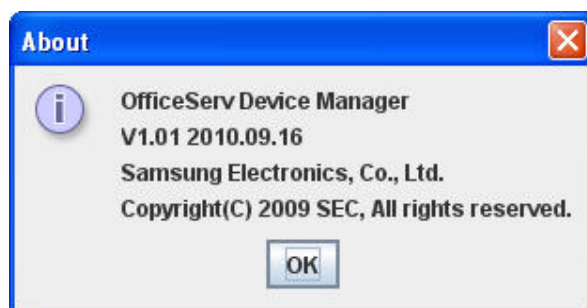 About
OfficeServ Device Manager
V1.01 2010.09.16
Samsung Electronics, Co., Ltd.
Copyright(C) 2009 SEC, All rights reserved.
OK